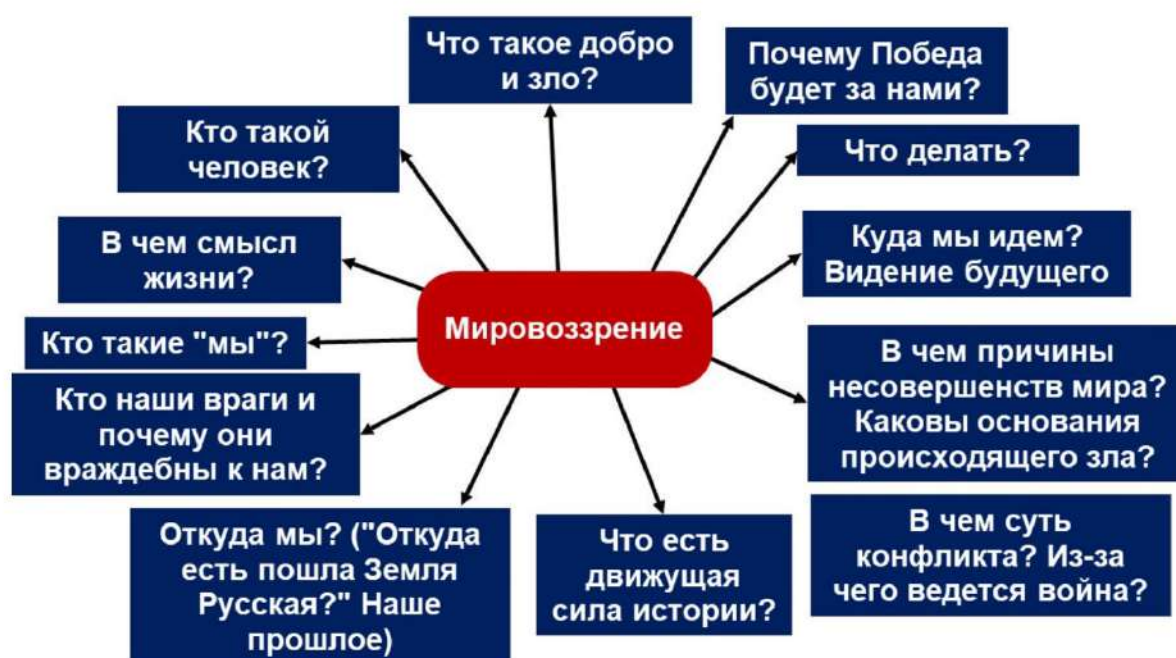 Что такое добро
и зло?
Почему Победа
будет за нами?
Кто такой
человек?
Что делать?
В чем смысл
жизни?
Куда мы идем?
Видение будущего
Мировоззрение
Кто такие "мы"?
В чем причины
несовершенств мира?
Каковы основания
происходящего зла?
Кто наши враги и
почему они
враждебны к нам?
Откуда мы? ("Откуда
есть пошла Земля
Русская?" Наше
прошлое)
Что есть
движущая
сила истории?
В чем суть
конфликта? Из-за
чего ведется война?